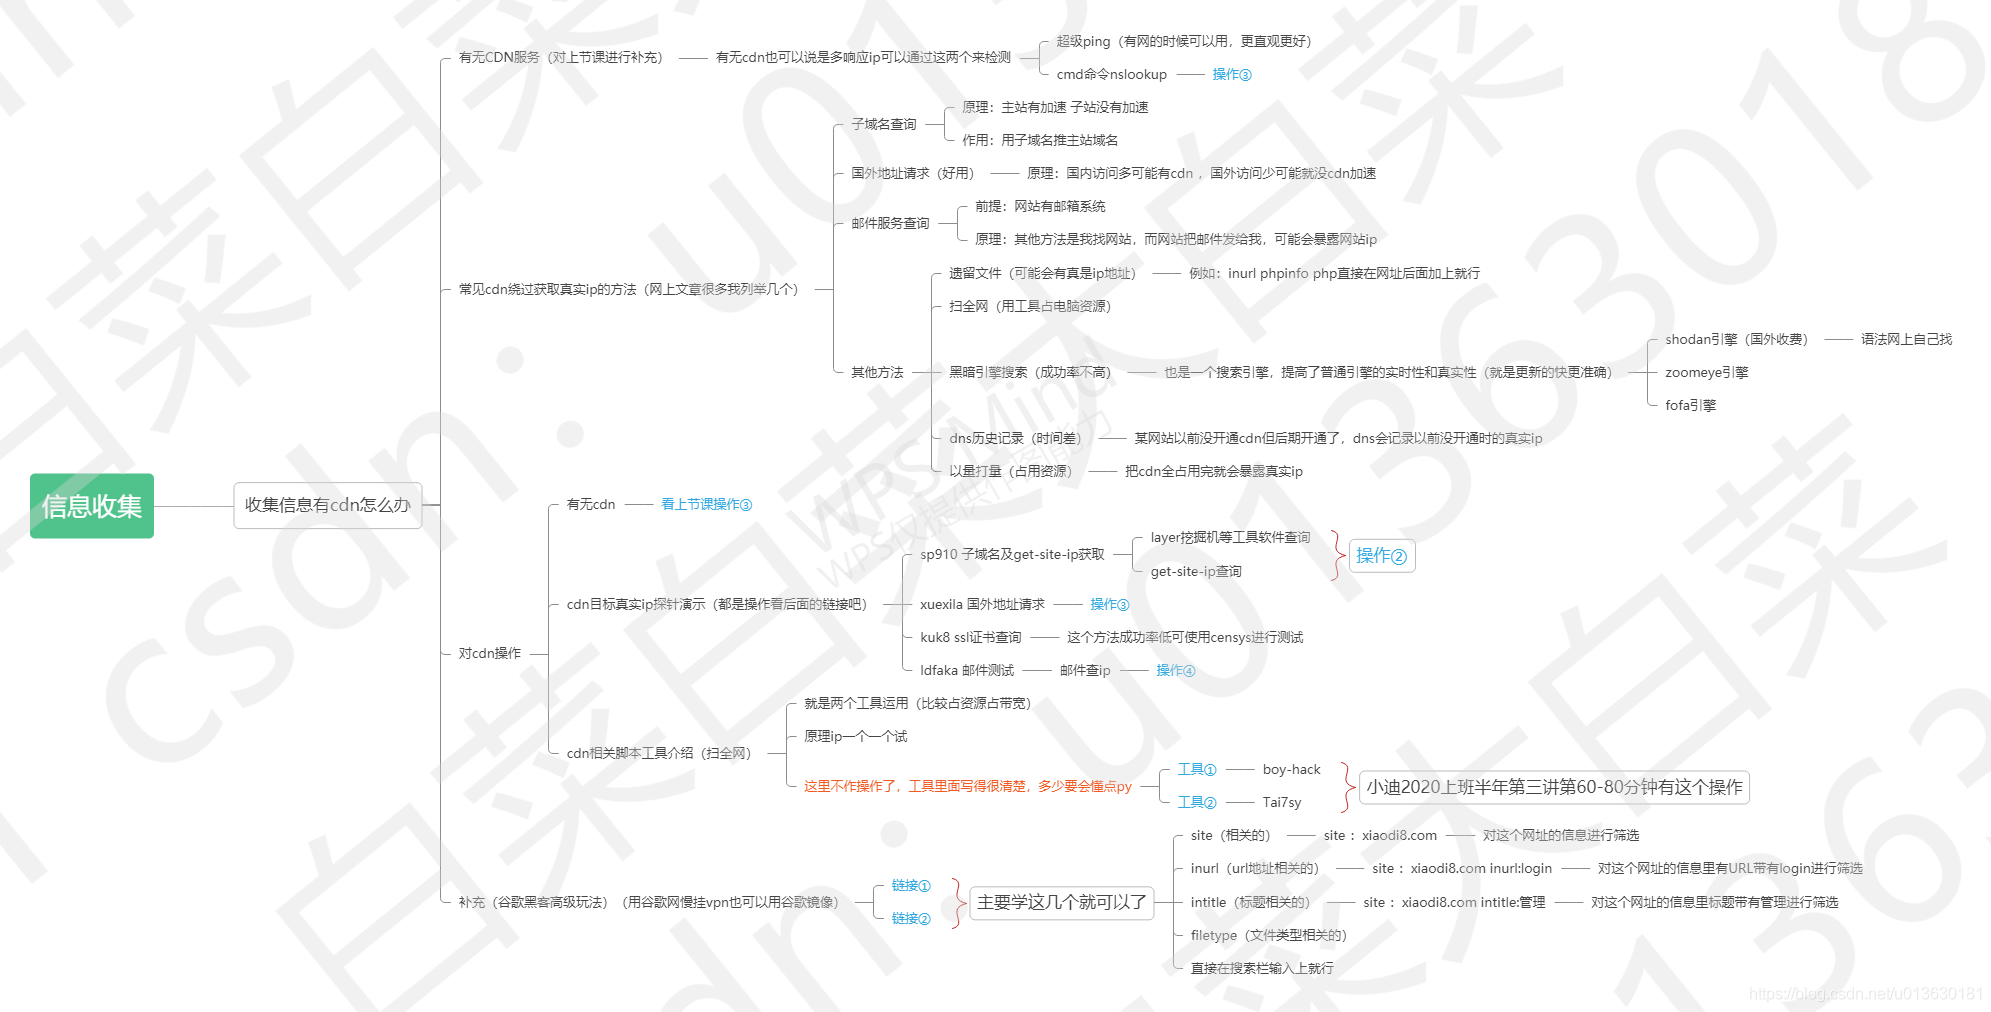 信息收集
收集信息有cdn怎么办
有无CDN服务（对上节课进行补充）
有无cdn也可以说是多响应ip可以通过这两个来检测
超级ping（有网的时候可以用，更直观更好）
cmd命令nslookup
操作③
常见cdn绕过获取真实ip的方法（网上文章很多我列举几个）
子域名查询
原理：主站有加速 子站没有加速
作用：用子域名推主站域名
国外地址请求（好用）
原理：国内访问多可能有cdn ，国外访问少可能就没cdn加速
邮件服务查询
前提：网站有邮箱系统
原理：其他方法是我找网站，而网站把邮件发给我，可能会暴露网站ip
其他方法
遗留文件（可能会有真是ip地址）
例如：inurl phpinfo php直接在网址后面加上就行
扫全网（用工具占电脑资源）
黑暗引擎搜索（成功率不高）
也是一个搜索引擎，提高了普通引擎的实时性和真实性（就是更新的快更准确）
shodan引擎（国外收费）
语法网上自己找
zoomeye引擎
fofa引擎
dns历史记录（时间差）
某网站以前没开通cdn但后期开通了，dns会记录以前没开通时的真实ip
以量打量（占用资源）
把cdn全占用完就会暴露真实ip
对cdn操作
有无cdn
看上节课操作③
cdn目标真实ip探针演示（都是操作看后面的链接吧）
sp910 子域名及get-site-ip获取
layer挖掘机等工具软件查询
get-site-ip查询
操作②
xuexila 国外地址请求
操作③
kuk8 ssl证书查询
这个方法成功率低可使用censys进行测试
ldfaka 邮件测试
邮件查ip
操作④
cdn相关脚本工具介绍（扫全网）
就是两个工具运用（比较占资源占带宽）
原理ip一个一个试
这里不作操作了，工具里面写得很清楚，多少要会懂点py
工具①
boy-hack
工具②
Tai7sy
小迪2020上班半年第三讲第60-80分钟有这个操作
补充（谷歌黑客高级玩法）（用谷歌网慢挂vpn也可以用谷歌镜像）
链接①
链接②
主要学这几个就可以了
site（相关的）
site ：xiaodi8.com
对这个网址的信息进行筛选
inurl（url地址相关的）
site ：xiaodi8.com inurl:login
对这个网址的信息里有URL带有login进行筛选
intitle（标题相关的）
site ：xiaodi8.com intitle:管理
对这个网址的信息里标题带有管理进行筛选
filetype（文件类型相关的）
直接在搜索栏输入上就行
WPS Mind
WPS仅提供作图能力
csdn.u013630181
大白菜白菜
https://blog.csdn.net/u013630181